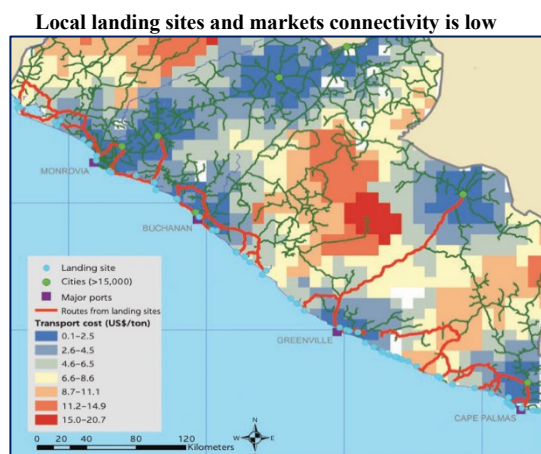 Local landing sites and markets connectivity is low
MONROVIA
BUCHANAN
GREENVILLE
CAPE PALMAS
Landing site
Cities (>15,000)
Major ports
Routes from landing sites
Transport cost (US$/ton)
0.1–2.5
2.6–4.5
4.6–6.5
6.6–8.6
8.7–11.1
11.2–14.9
15.0–20.7
0 20 40 80 120
Kilometers
N
W E
S